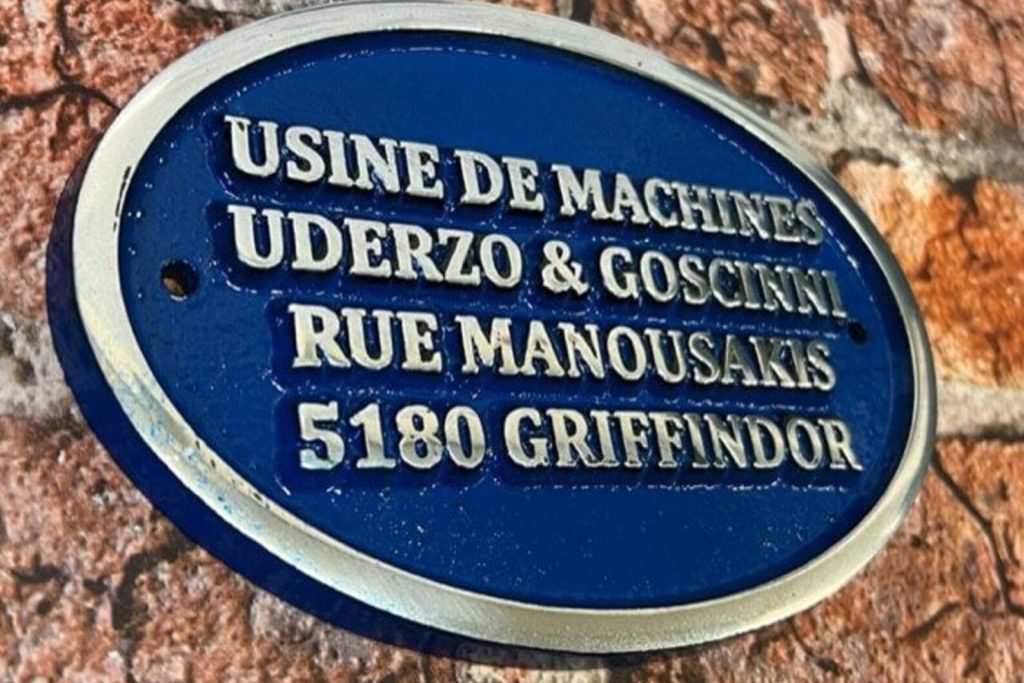 USINE DE MACHINES
UDERZO & GOSCINNI
RUE MANOUSAKIS
5180 GRIFFINDOR